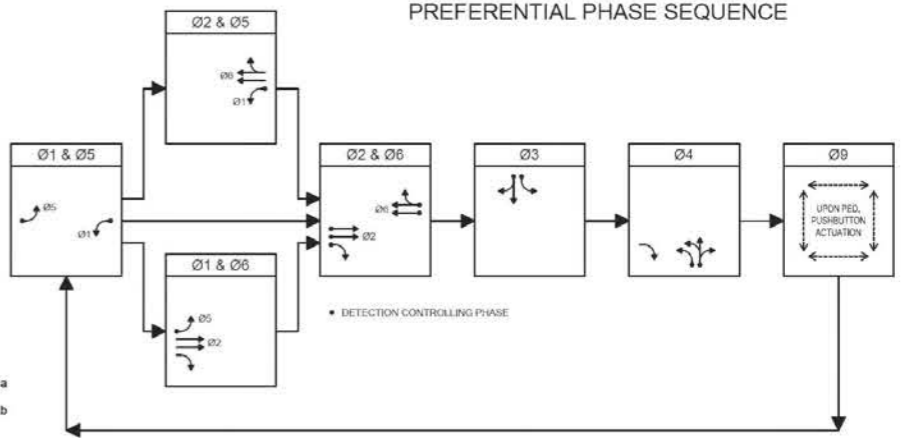 PREFERENTIAL PHASE SEQUENCE
Ø2 & Ø5
Ø6
Ø1
Ø1 & Ø5
Ø5
Ø1
Ø2 & Ø6
Ø6
Ø2
Ø3
Ø4
Ø9
UPON PED.
PUSHBUTTON
ACTUATION
Ø1 & Ø6
Ø5
Ø2
• DETECTION CONTROLLING PHASE
a
b